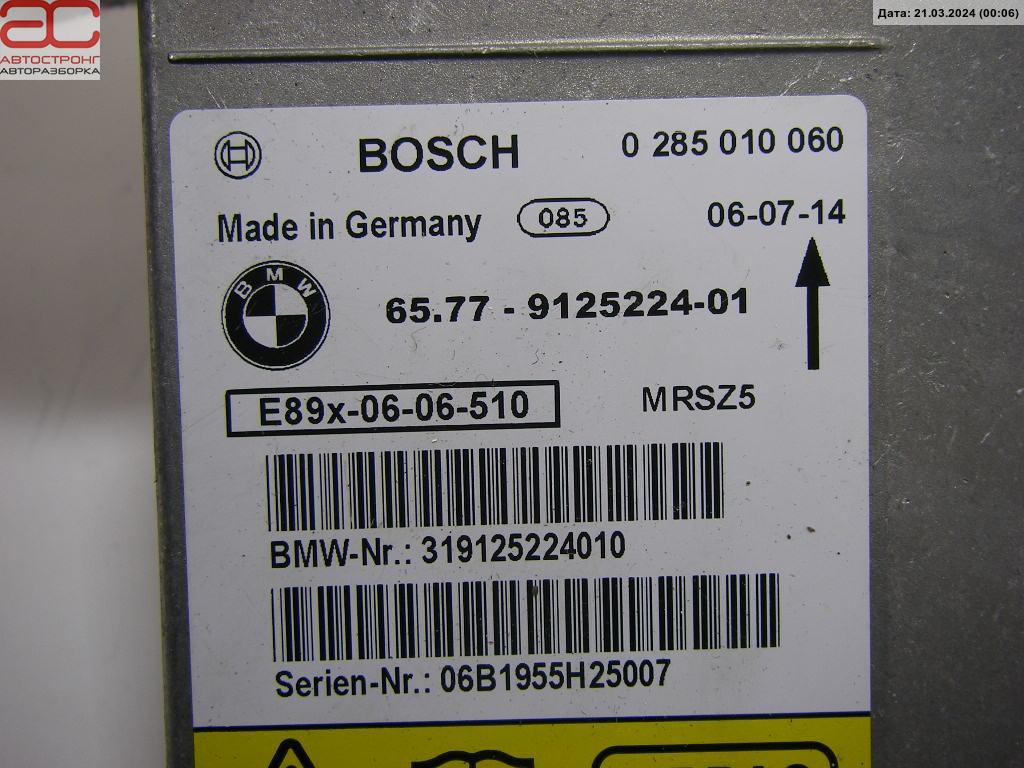 Дата: 21.03.2024 (00:06)
АС
АВТОСТРОНГ
АВТОРАЗБОРКА
BOSCH 0 285 010 060
Made in Germany 085 06-07-14
BMW
65.77 - 9125224-01
E89x-06-06-510 MRSZ5
BMW-Nr.: 319125224010
Serien-Nr.: 06B1955H25007